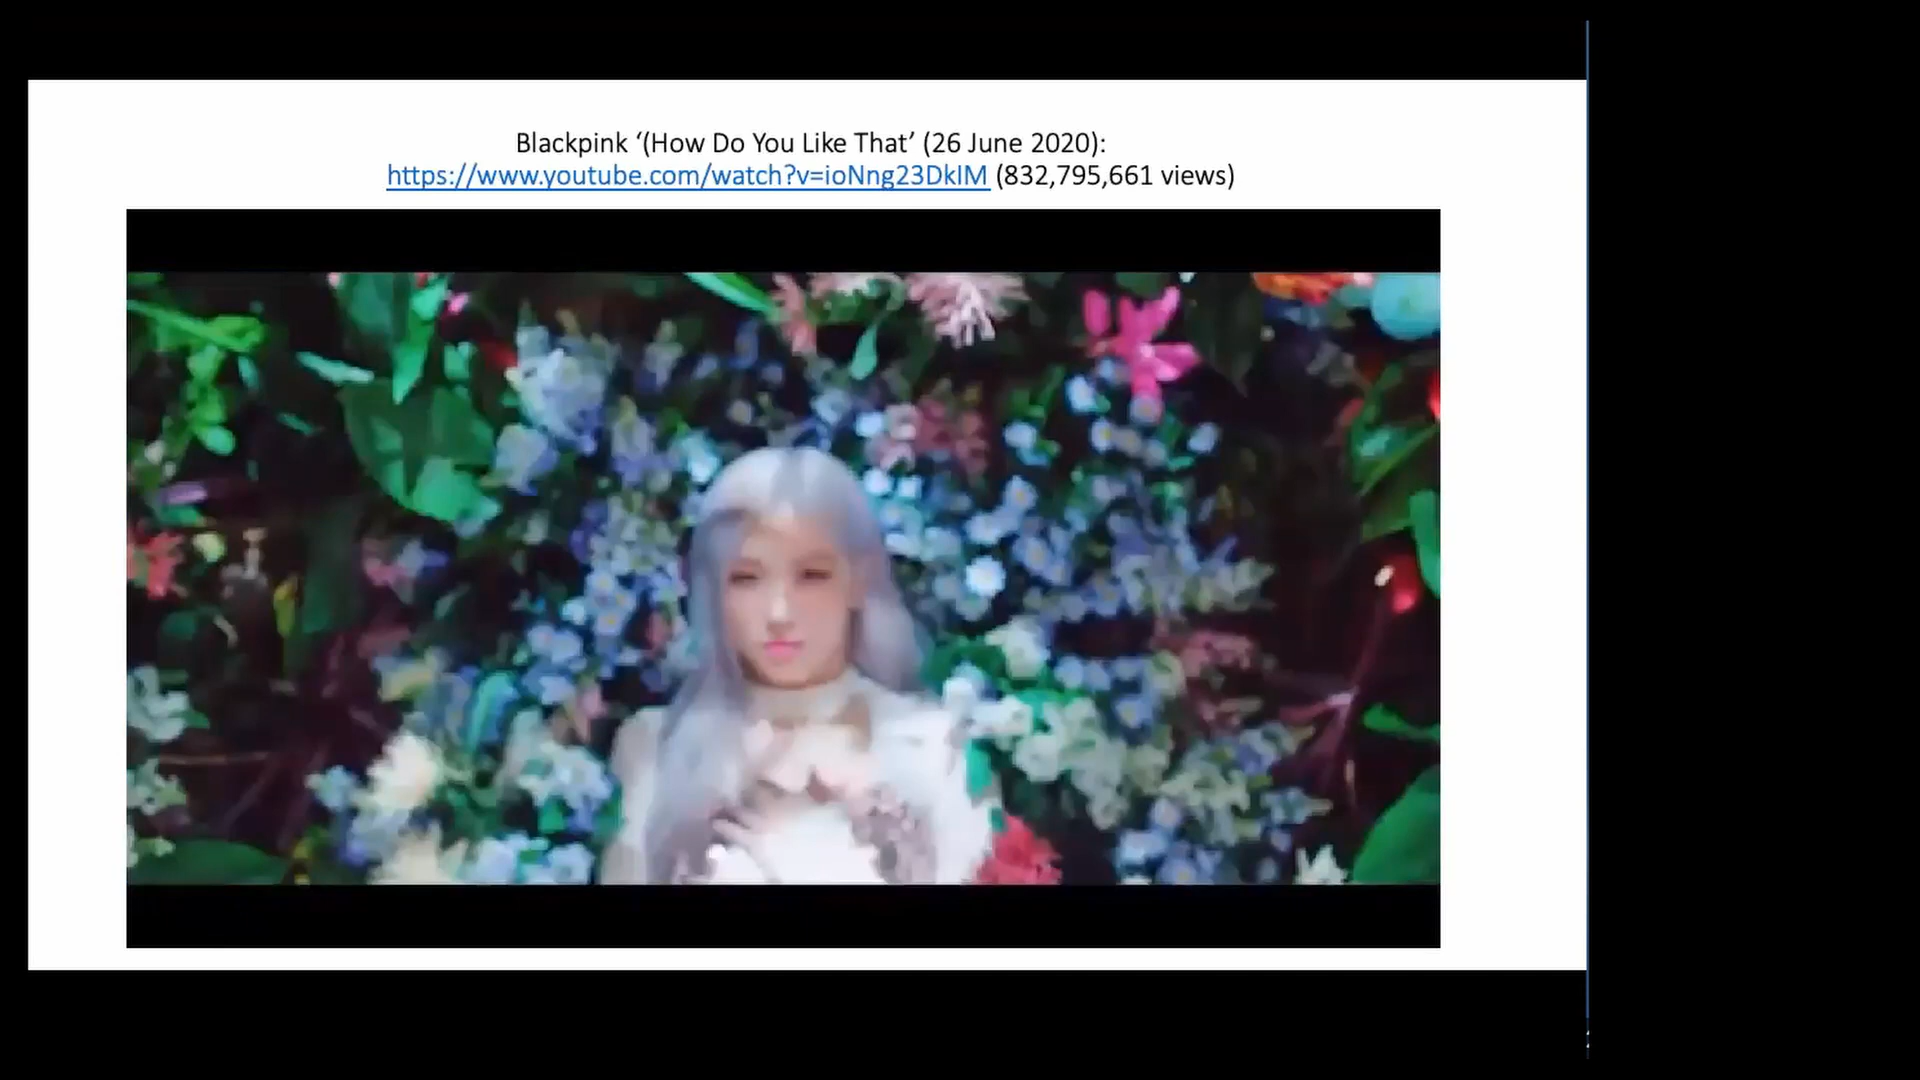 Blackpink ‘(How Do You Like That’ (26 June 2020):
https://www.youtube.com/watch?v=ioNng23DkIM (832,795,661 views)